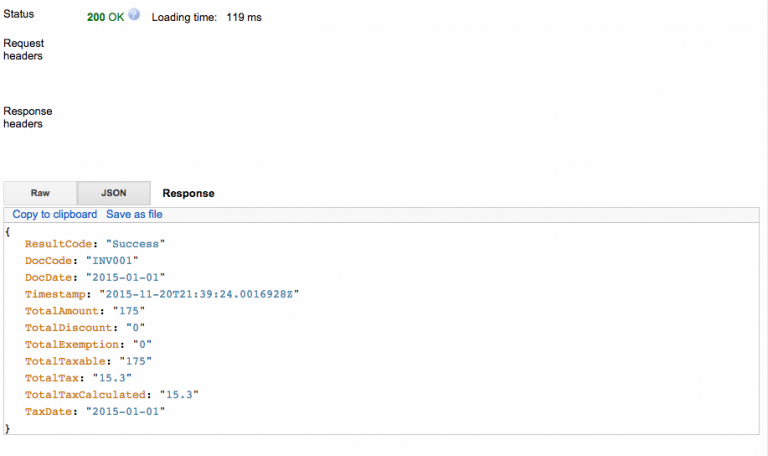 Status 200 OK ? Loading time: 119 ms
Request
headers
Response
headers
Raw JSON Response
Copy to clipboard Save as file
{
ResultCode: "Success"
DocCode: "INV001"
DocDate: "2015-01-01"
Timestamp: "2015-11-20T21:39:24.0016928Z"
TotalAmount: "175"
TotalDiscount: "0"
TotalExemption: "0"
TotalTaxable: "175"
TotalTax: "15.3"
TotalTaxCalculated: "15.3"
TaxDate: "2015-01-01"
}